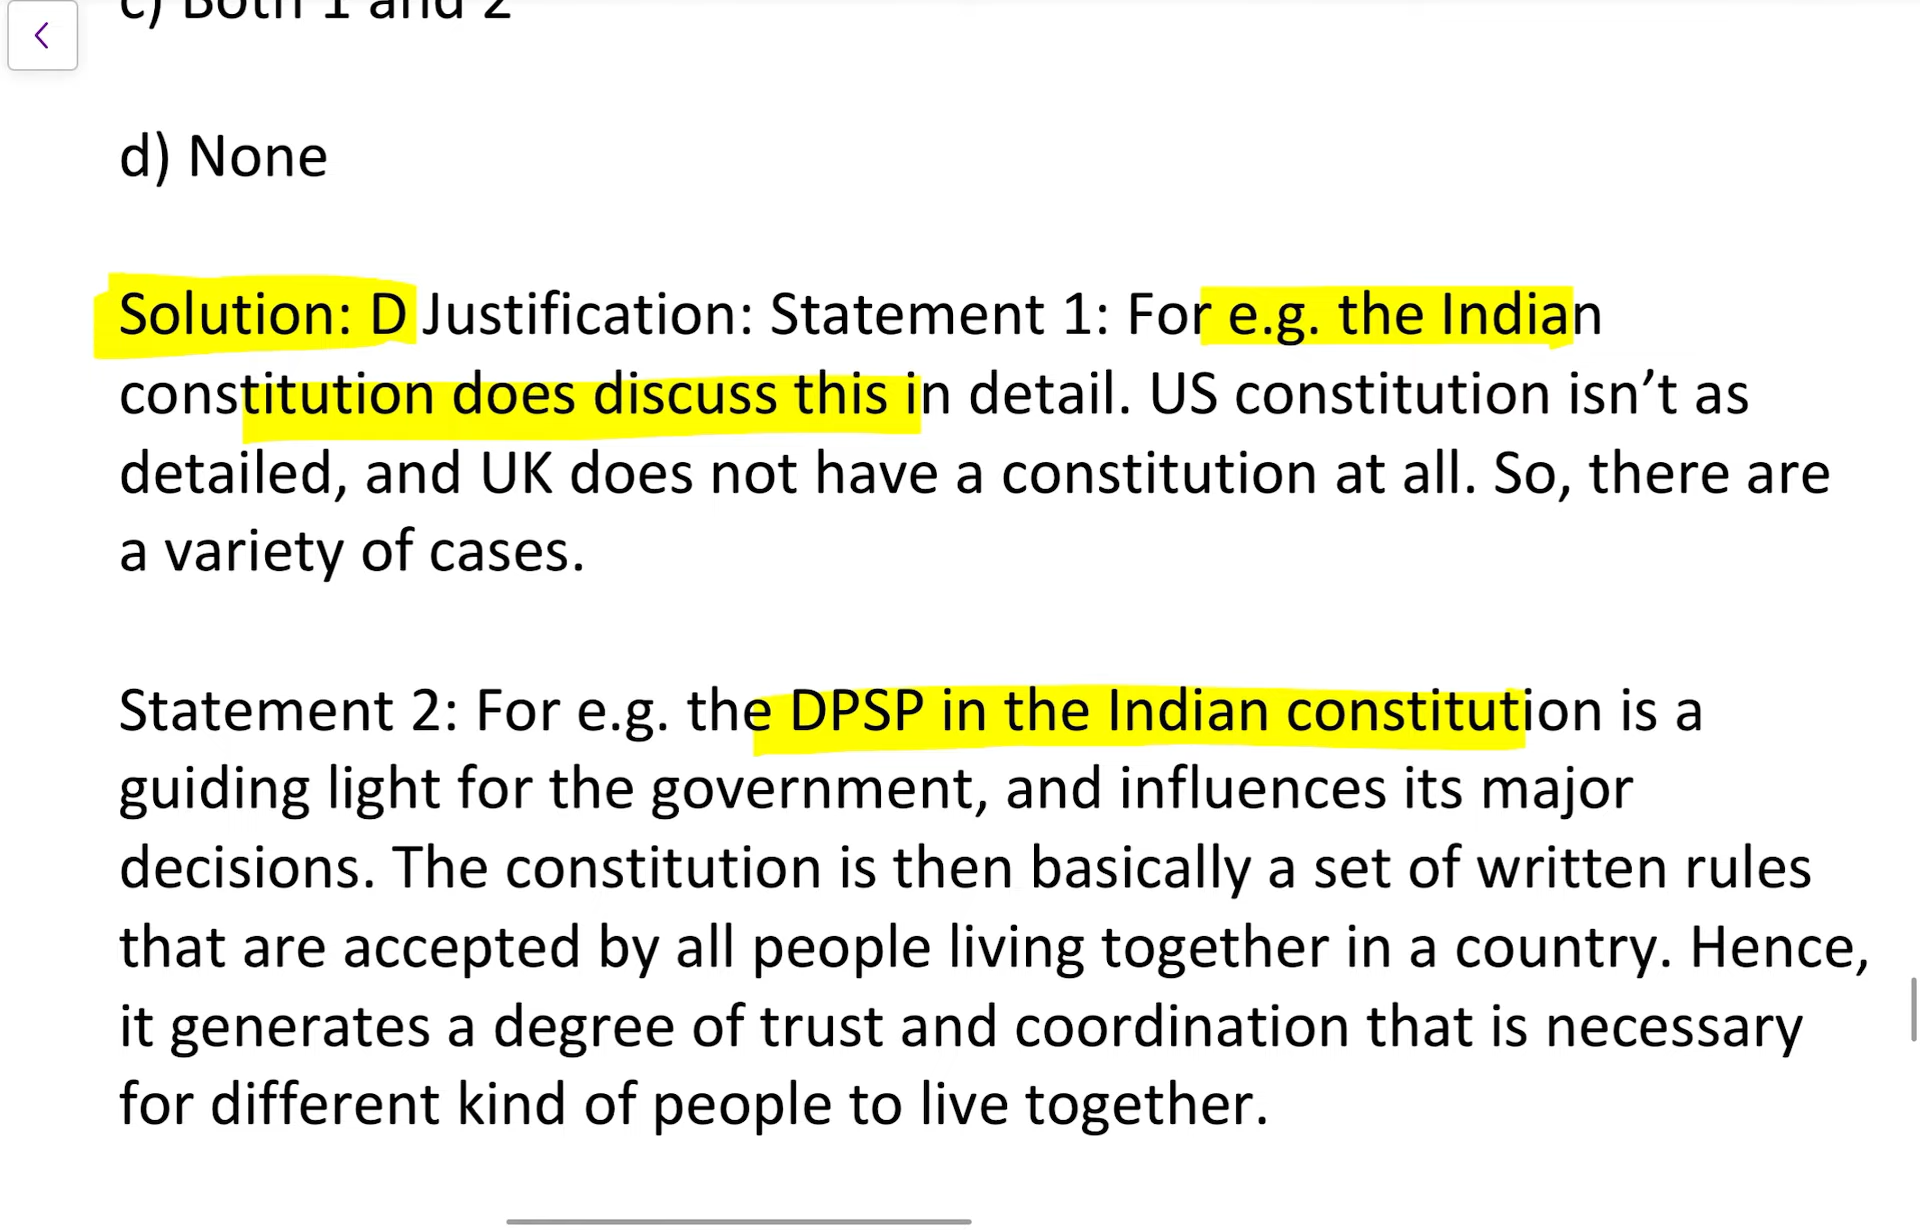 c) Both 1 and 2
d) None
Solution: D Justification: Statement 1: For e.g. the Indian
constitution does discuss this in detail. US constitution isn’t as
detailed, and UK does not have a constitution at all. So, there are
a variety of cases.
Statement 2: For e.g. the DPSP in the Indian constitution is a
guiding light for the government, and influences its major
decisions. The constitution is then basically a set of written rules
that are accepted by all people living together in a country. Hence,
it generates a degree of trust and coordination that is necessary
for different kind of people to live together.